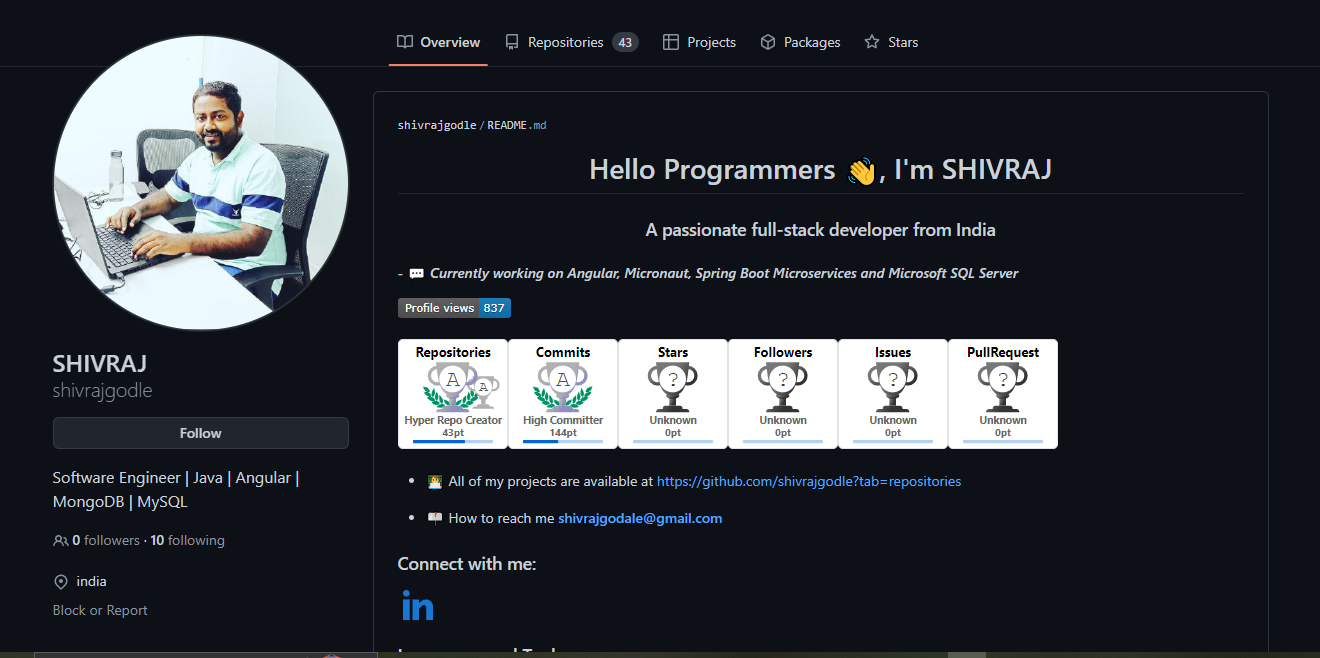 Overview Repositories 43 Projects Packages Stars
shivrajgodle/README.md
Hello Programmers 👋, I'm SHIVRAJ
A passionate full-stack developer from India
- 💬 Currently working on Angular, Micronaut, Spring Boot Microservices and Microsoft SQL Server
Profile views 837
Repositories Commits Stars Followers Issues PullRequest
A A A ? ? ? ?
Hyper Repo Creator High Committer Unknown Unknown Unknown Unknown
43pt 144pt 0pt 0pt 0pt 0pt
• 👨‍💻 All of my projects are available at https://github.com/shivrajgodle?tab=repositories
• 📫 How to reach me shivrajgodale@gmail.com
Connect with me:
in
SHIVRAJ
shivrajgodle
Follow
Software Engineer | Java | Angular |
MongoDB | MySQL
0 followers · 10 following
india
Block or Report